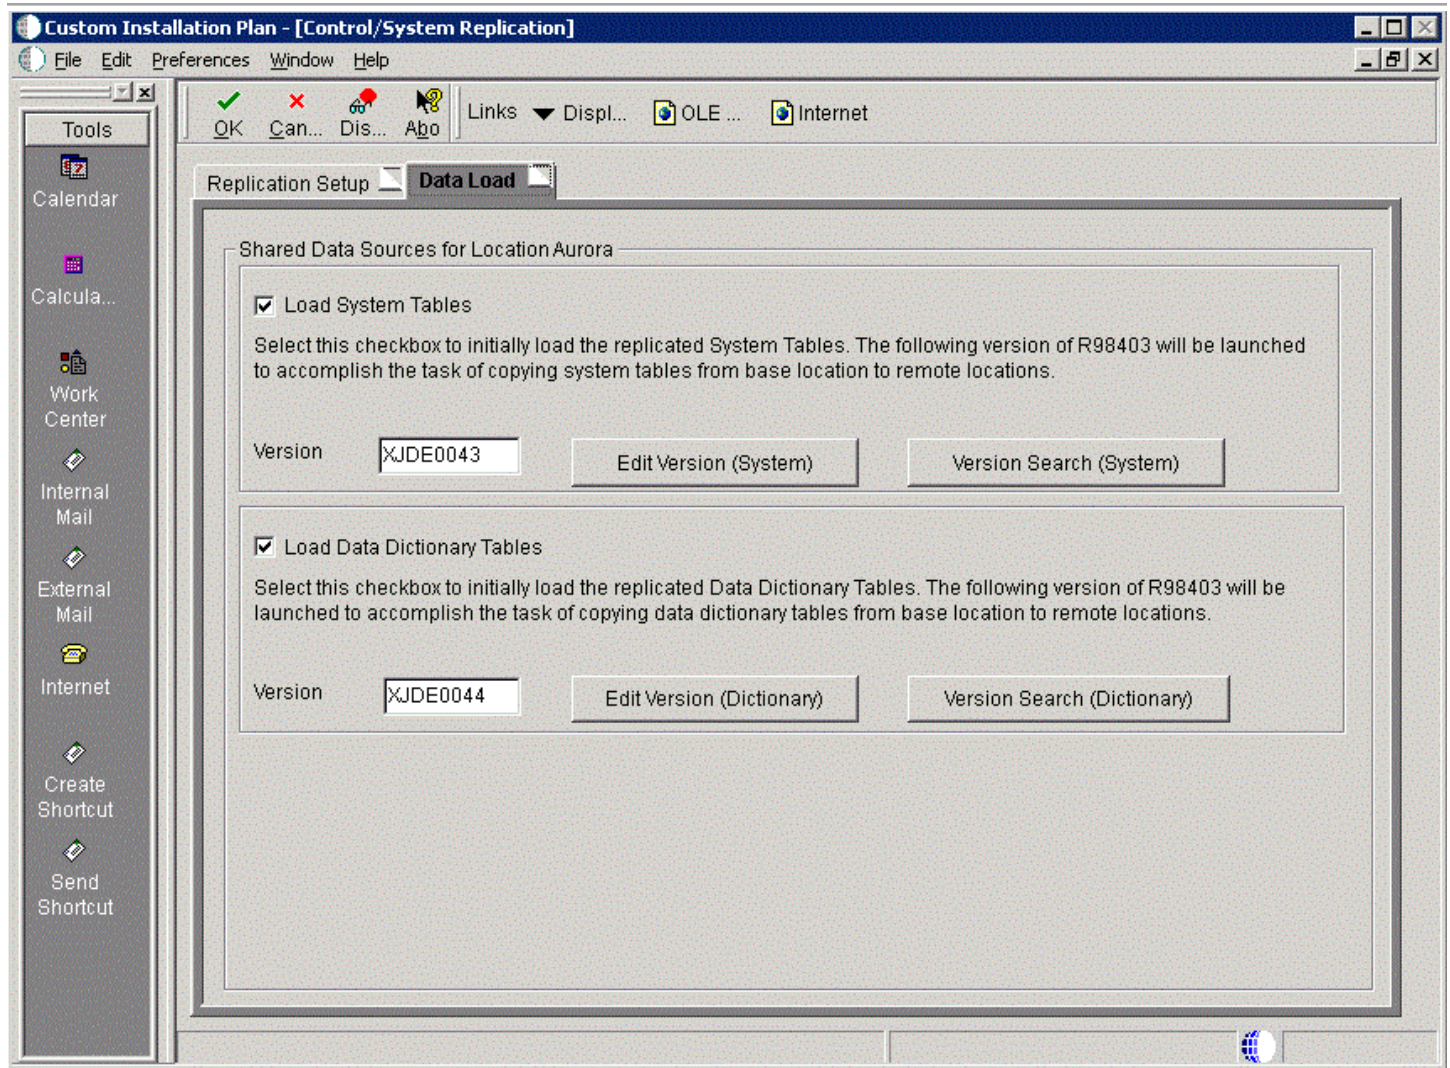 Custom Installation Plan - [Control/System Replication]
File Edit Preferences Window Help
Tools
Calendar
Calcula...
Work
Center
Internal
Mail
External
Mail
Internet
Create
Shortcut
Send
Shortcut
OK Can... Dis... Abo Links Displ... OLE ... Internet
Replication Setup Data Load
Shared Data Sources for Location Aurora
Load System Tables
Select this checkbox to initially load the replicated System Tables. The following version of R98403 will be launched
to accomplish the task of copying system tables from base location to remote locations.
Version XJDE0043 Edit Version (System) Version Search (System)
Load Data Dictionary Tables
Select this checkbox to initially load the replicated Data Dictionary Tables. The following version of R98403 will be
launched to accomplish the task of copying data dictionary tables from base location to remote locations.
Version XJDE0044 Edit Version (Dictionary) Version Search (Dictionary)